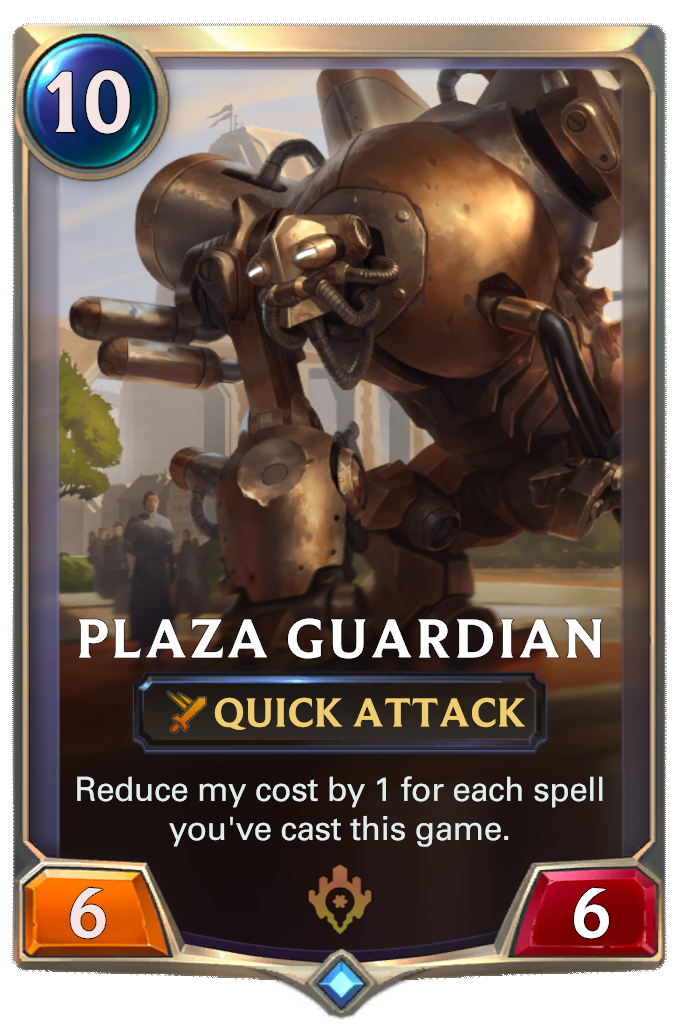 10
PLAZA GUARDIAN
QUICK ATTACK
Reduce my cost by 1 for each spell
you've cast this game.
6 6